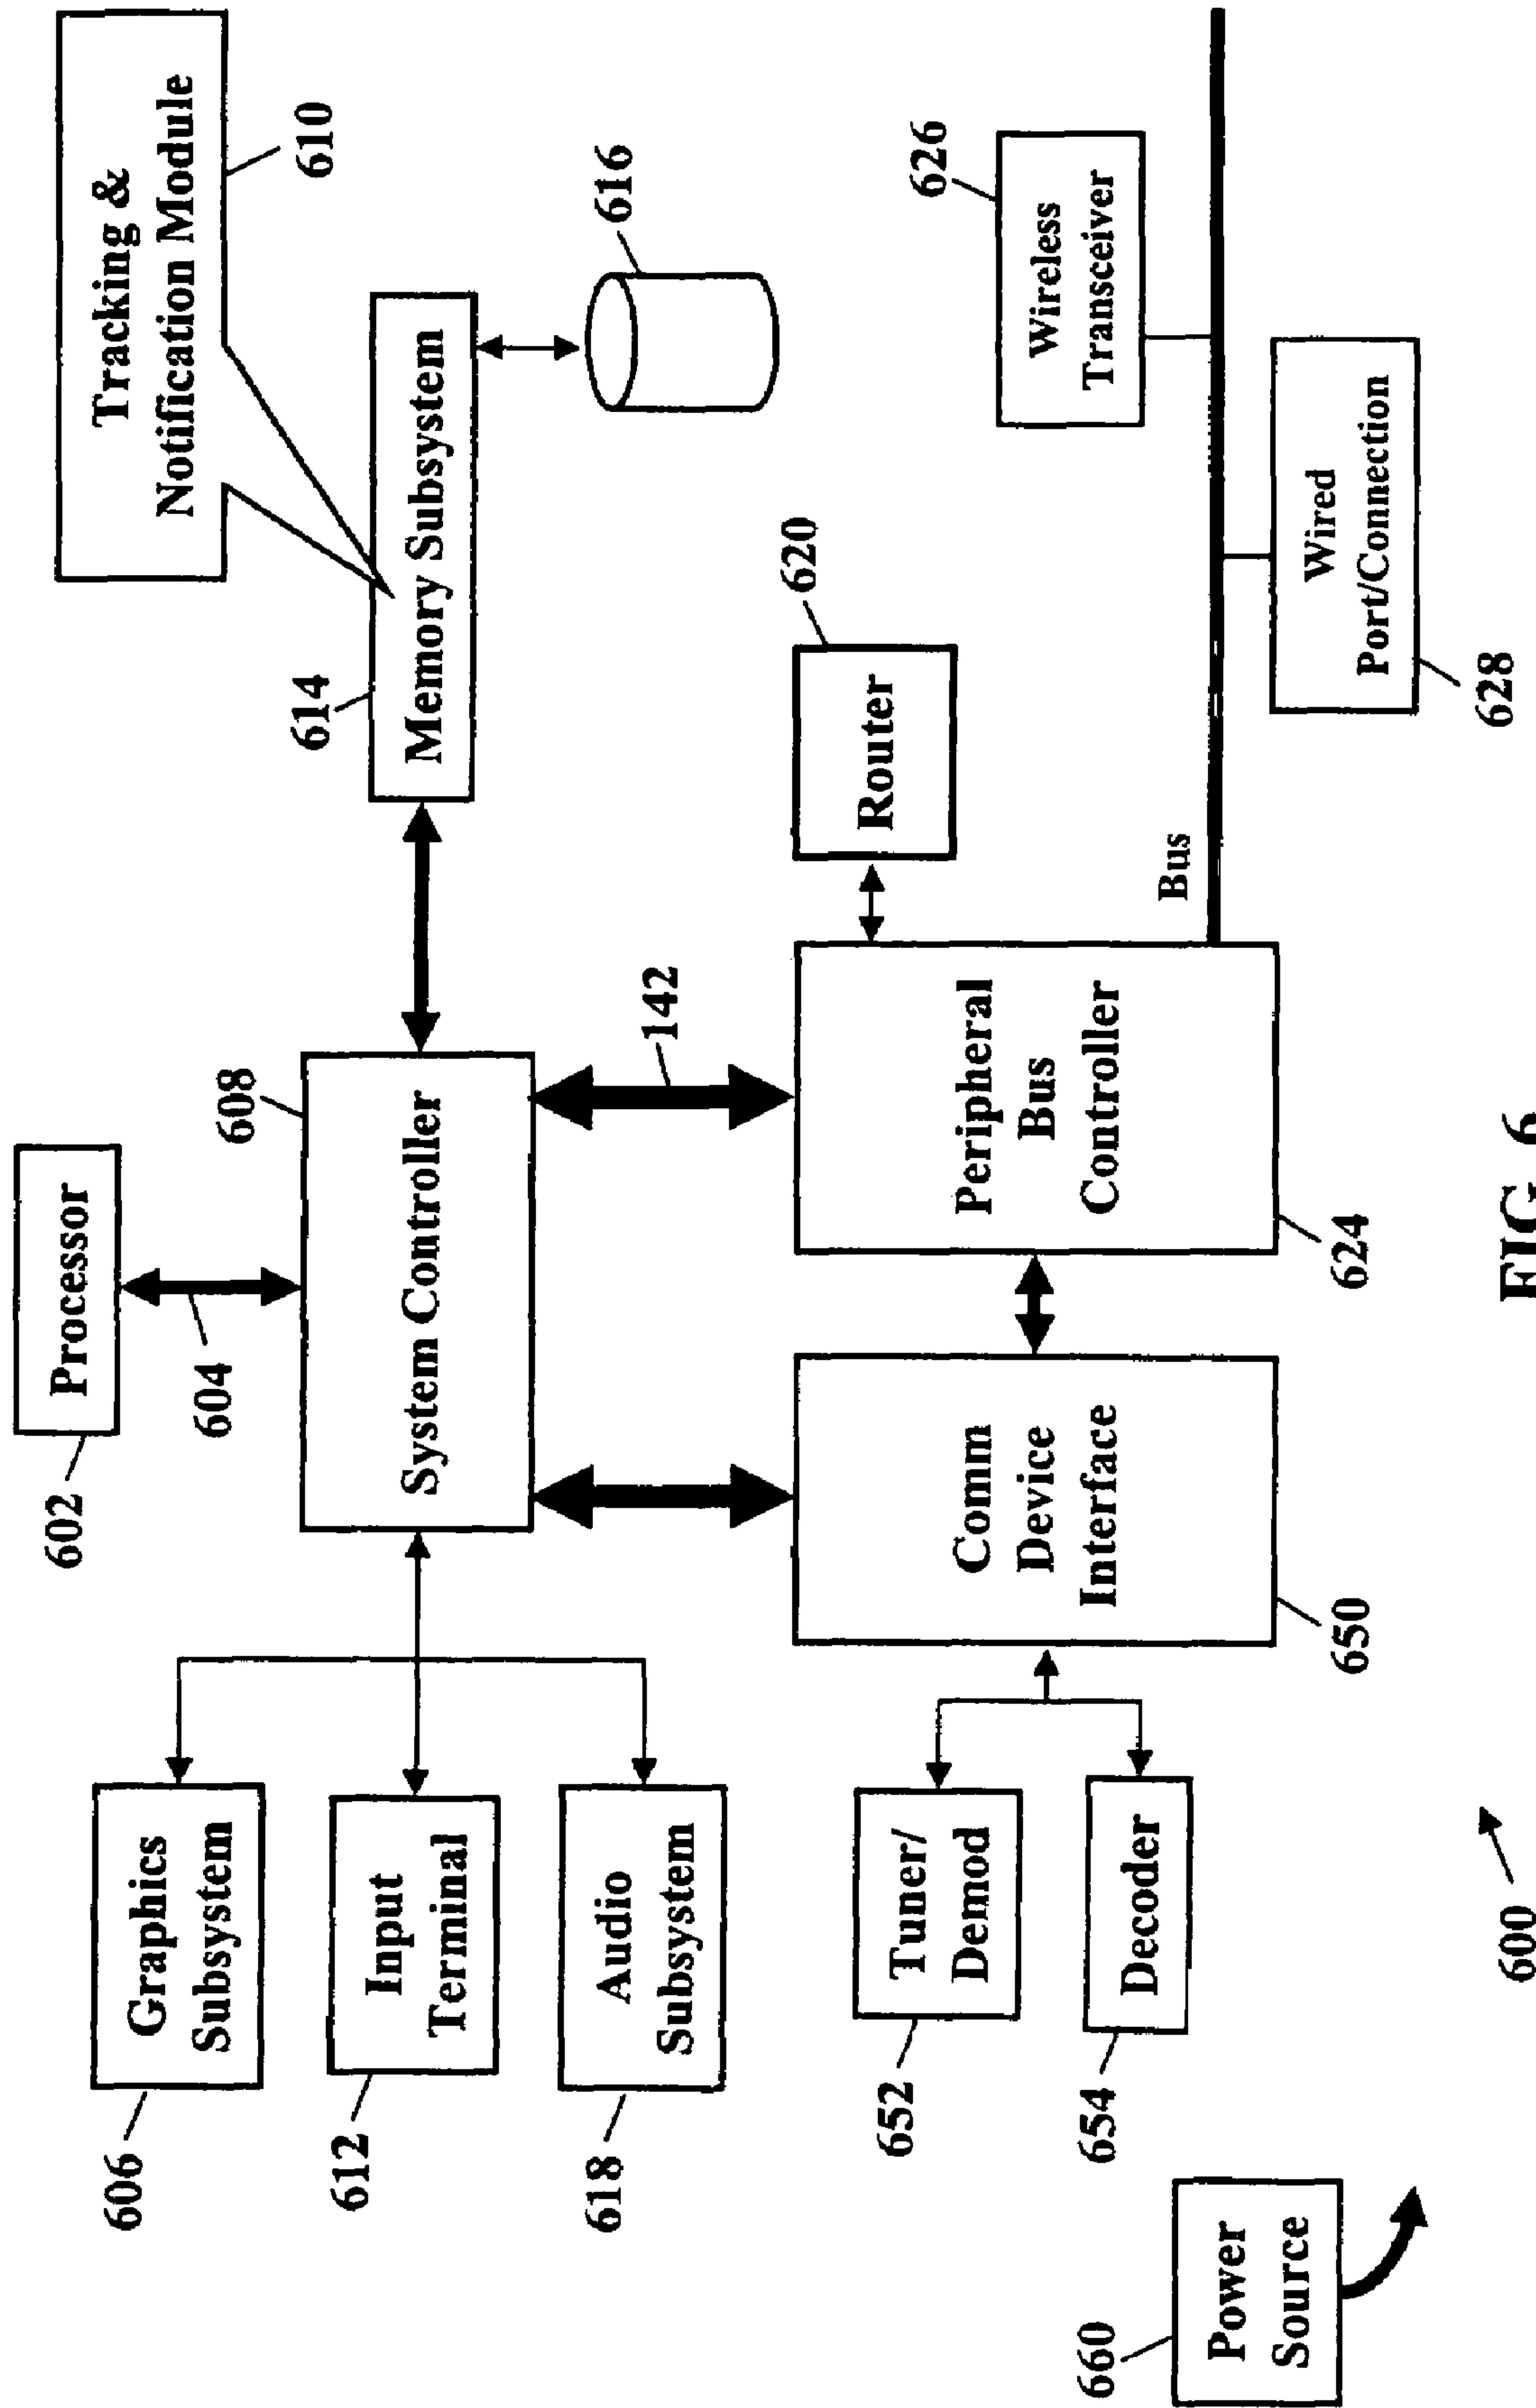 602
Processor
604
608
Tracking &
Notification Module
610
Graphics
Subsystem
606
Input
Terminal
612
Audio
Subsystem
618
System Controller
614
Memory Subsystem
616
142
620
Router
Tuner/
Demod
652
Decoder
654
Comm
Device
Interface
650
Peripheral
Bus
Controller
624
Bus
Wireless
Transceiver
626
Wired
Port/Connection
628
660
Power
Source
600
FIG. 6